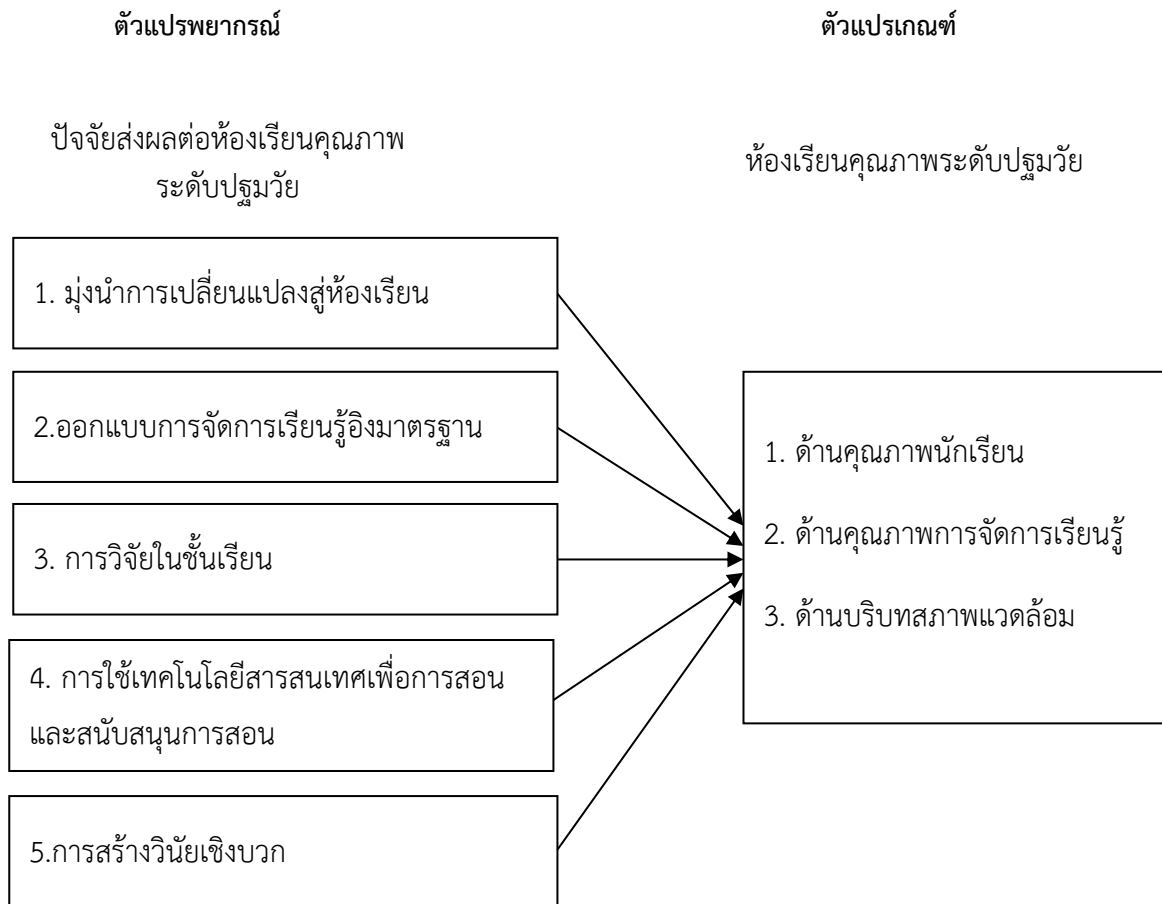 ตัวแปรพยากรณ์
ตัวแปรเกณฑ์
ปัจจัยส่งผลต่อห้องเรียนคุณภาพ
ระดับปฐมวัย
ห้องเรียนคุณภาพระดับปฐมวัย
1. มุ่งนำการเปลี่ยนแปลงสู่ห้องเรียน
2.ออกแบบการจัดการเรียนรู้อิงมาตรฐาน
3. การวิจัยในชั้นเรียน
4. การใช้เทคโนโลยีสารสนเทศเพื่อการสอน
และสนับสนุนการสอน
5.การสร้างวินัยเชิงบวก
1. ด้านคุณภาพนักเรียน
2. ด้านคุณภาพการจัดการเรียนรู้
3. ด้านบริบทสภาพแวดล้อม